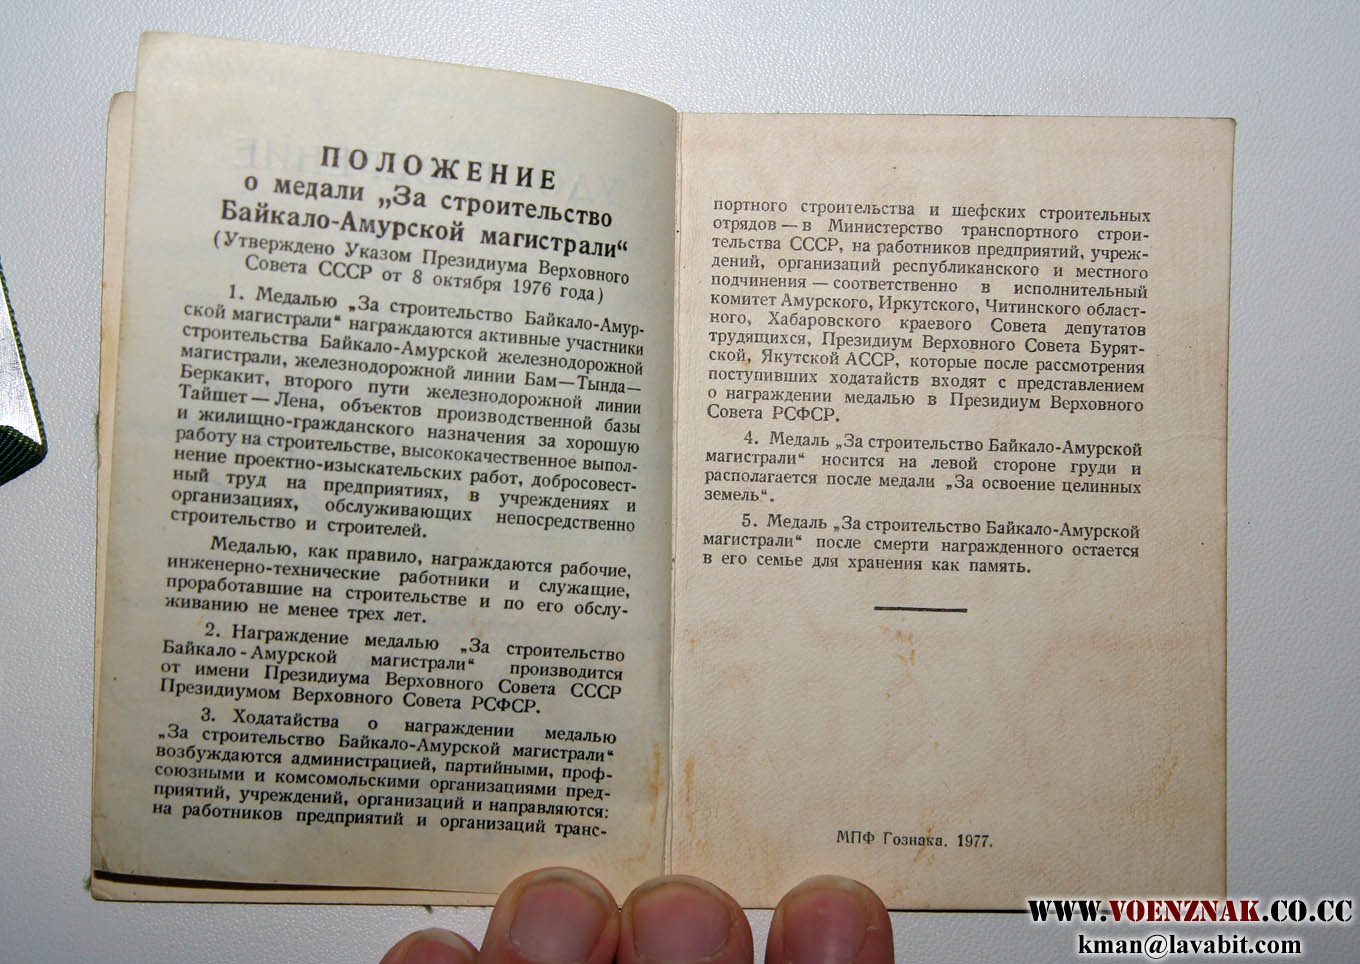 ПОЛОЖЕНИЕ
о медали „За строительство
Байкало-Амурской магистрали“
(Утверждено Указом Президиума Верховного
Совета СССР от 8 октября 1976 года)
1. Медалью „За строительство Байкало-Амур-
ской магистрали“ награждаются активные участники
строительства Байкало-Амурской железнодорожной
магистрали, железнодорожной линии Бам—Тында—
Беркакит, второго пути железнодорожной линии
Тайшет—Лена, объектов производственной базы
и жилищно-гражданского назначения за хорошую
работу на строительстве, высококачественное выпол-
нение проектно-изыскательских работ, добросовест-
ный труд на предприятиях, в учреждениях и
организациях, обслуживающих непосредственно
строительство и строителей.
Медалью, как правило, награждаются рабочие,
инженерно-технические работники и служащие,
проработавшие на строительстве и по его обслу-
живанию не менее трех лет.
2. Награждение медалью „За строительство
Байкало-Амурской магистрали“ производится
от имени Президиума Верховного Совета СССР
Президиумом Верховного Совета РСФСР.
3. Ходатайства о награждении медалью
„За строительство Байкало-Амурской магистрали“
возбуждаются администрацией, партийными, проф-
союзными и комсомольскими организациями пред-
приятий, учреждений, организаций и направляются:
на работников предприятий и организаций транс-
портного строительства и шефских строительных
отрядов — в Министерство транспортного строи-
тельства СССР, на работников предприятий, учреж-
дений, организаций республиканского и местного
подчинения — соответственно в исполнительный
комитет Амурского, Иркутского, Читинского област-
ного, Хабаровского краевого Совета депутатов
трудящихся, Президиум Верховного Совета Бурят-
ской, Якутской АССР, которые после рассмотрения
поступивших ходатайств входят с представлением
о награждении медалью в Президиум Верховного
Совета РСФСР.
4. Медаль „За строительство Байкало-Амурской
магистрали“ носится на левой стороне груди и
располагается после медали „За освоение целинных
земель“.
5. Медаль „За строительство Байкало-Амурской
магистрали“ после смерти награжденного остается
в его семье для хранения как память.
МПФ Гознака. 1977.
WWW.VOENZNAK.CO.CC
kman@lavabit.com